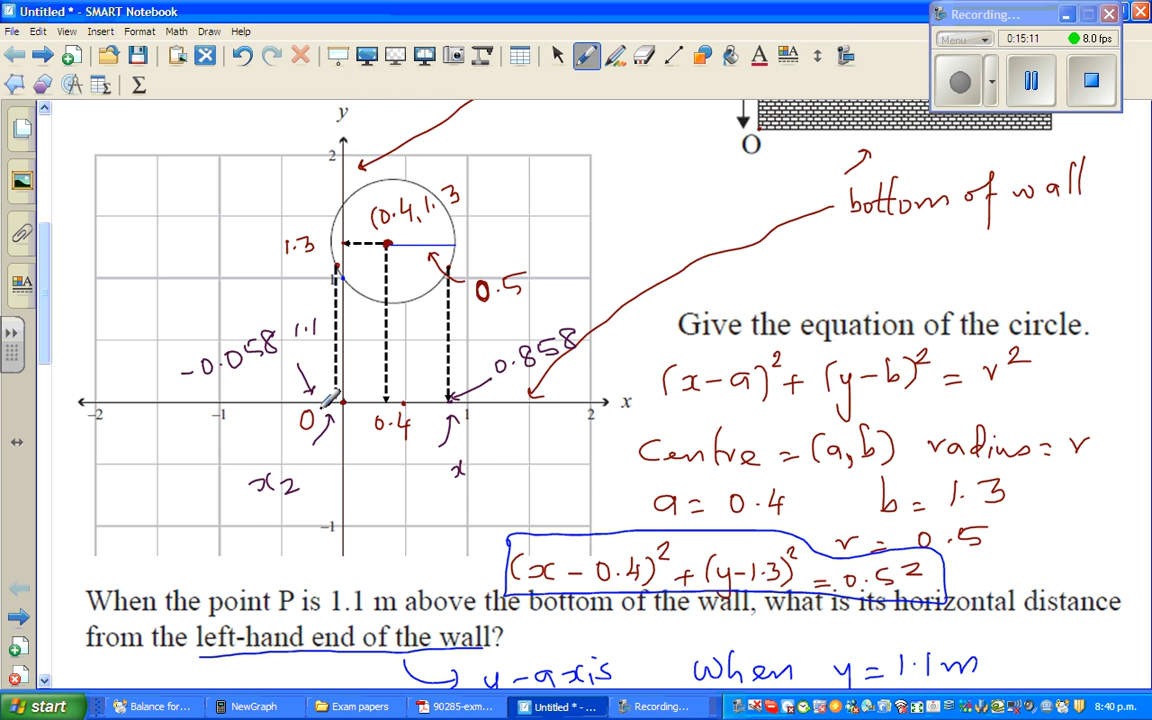 Untitled * - SMART Notebook
File Edit View Insert Format Math Draw Help
Recording...
Menu
0:15:11 8.0 fps
y
2
1
-1
-2
-1
1
2
x
(0.4,1.3
1.3
0.5
-0.058
1.1
0.858
0
0.4
x2
x
O
bottom of wall
Give the equation of the circle.
(x-a)²+ (y-b)² = r²
Centre = (a,b) radius = r
a = 0.4 b = 1.3
r = 0.5
(x - 0.4)² + (y-1.3)² = 0.5²
When the point P is 1.1 m above the bottom of the wall, what is its horizontal distance
from the left-hand end of the wall?
y-axis when y = 1.1m
start
Balance for...
NewGraph
Exam papers
90285-exm...
Untitled * - ...
Recording...
8:40 p.m.